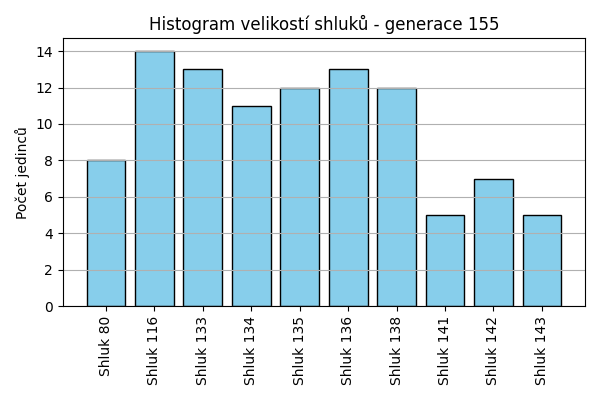 Histogram velikostí shluků - generace 155
Počet jedinců
14
12
10
8
6
4
2
0
Shluk 80
Shluk 116
Shluk 133
Shluk 134
Shluk 135
Shluk 136
Shluk 138
Shluk 141
Shluk 142
Shluk 143